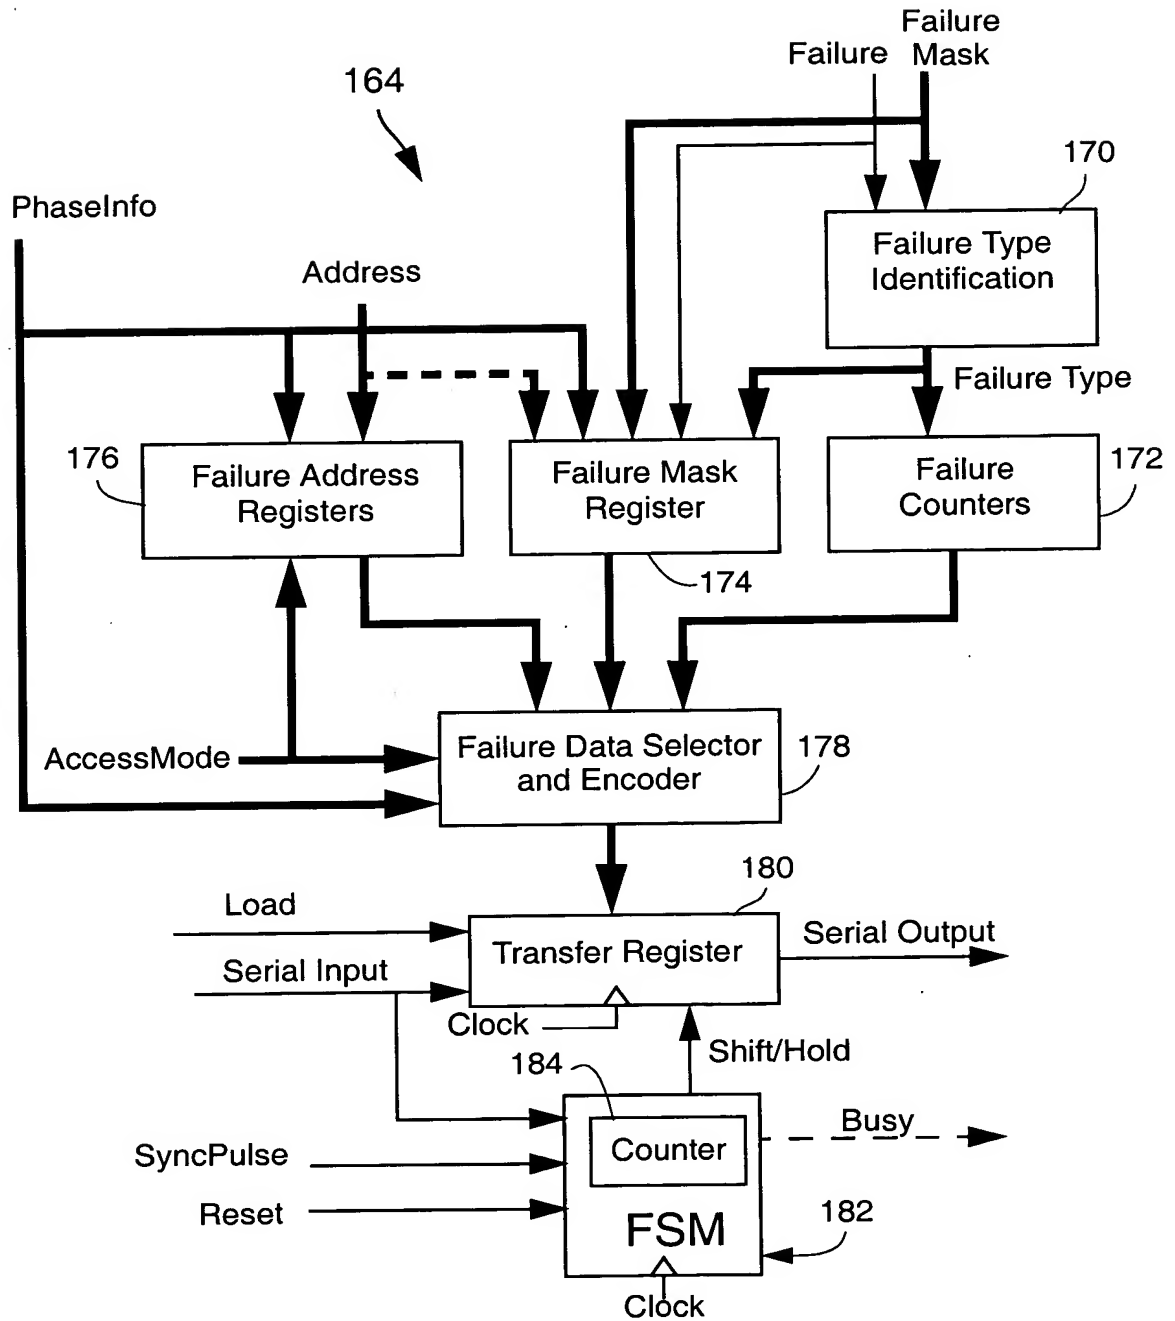 Failure
Mask
Failure
164
170
PhaseInfo
Failure Type
Identification
Address
Failure Type
176
Failure Address
Registers
Failure Mask
Register
Failure
Counters
172
174
AccessMode
Failure Data Selector
and Encoder
178
180
Load
Transfer Register
Serial Output
Serial Input
Clock
Shift/Hold
184
Busy
Counter
SyncPulse
Reset
FSM
182
Clock